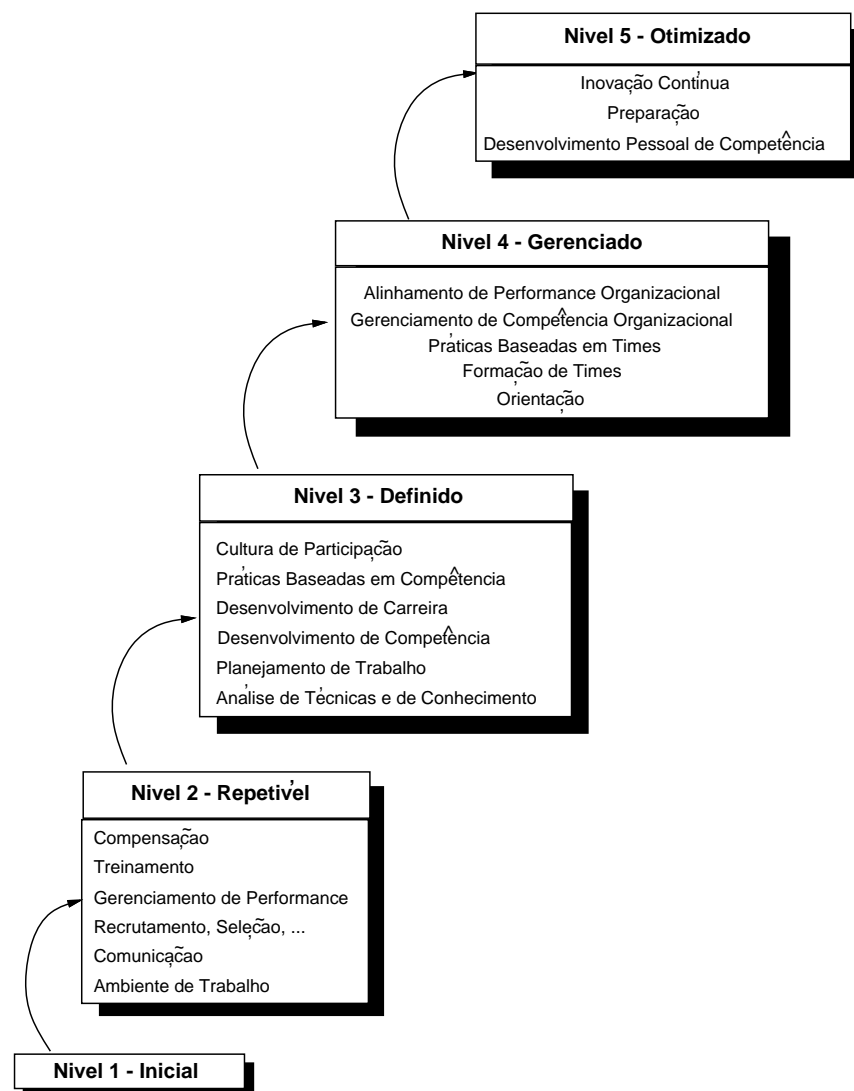 Nivel 5 - Otimizado
Inovação Contínua
Preparação
Desenvolvimento Pessoal de Competência
Nivel 4 - Gerenciado
Alinhamento de Performance Organizacional
Gerenciamento de Compêtencia Organizacional
Práticas Baseadas em Times
Formação de Times
Orientação
Nivel 3 - Definido
Cultura de Participação
Práticas Baseadas em Compêtencia
Desenvolvimento de Carreira
Desenvolvimento de Competência
Planejamento de Trabalho
Análise de Técnicas e de Conhecimento
Nivel 2 - Repetível
Compensação
Treinamento
Gerenciamento de Performance
Recrutamento, Seleção, ...
Comunicação
Ambiente de Trabalho
Nivel 1 - Inicial